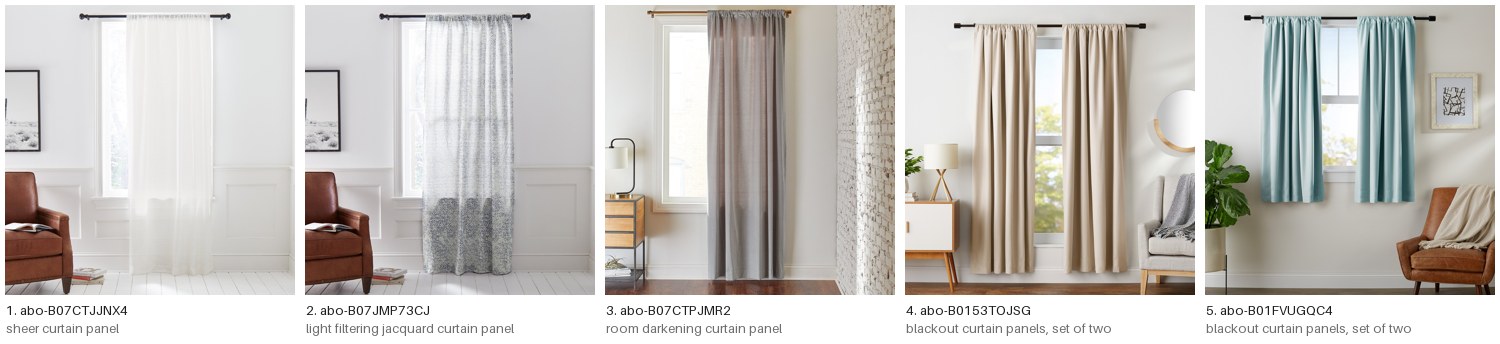 1. abo-B07CTJJNX4
sheer curtain panel
2. abo-B07JMP73CJ
light filtering jacquard curtain panel
3. abo-B07CTPJMR2
room darkening curtain panel
4. abo-B0153TOJSG
blackout curtain panels, set of two
5. abo-B01FVUGQC4
blackout curtain panels, set of two